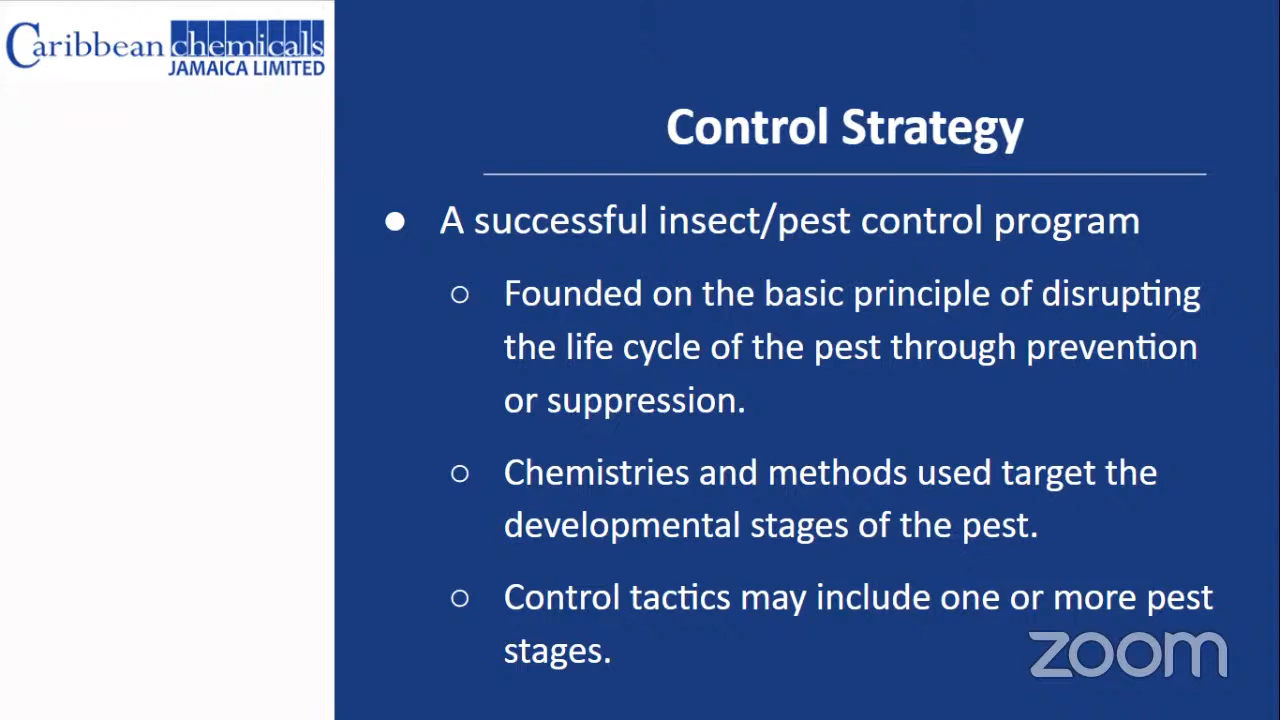 Caribbean chemicals
JAMAICA LIMITED
Control Strategy
● A successful insect/pest control program
○ Founded on the basic principle of disrupting
the life cycle of the pest through prevention
or suppression.
○ Chemistries and methods used target the
developmental stages of the pest.
○ Control tactics may include one or more pest
stages.
zoom